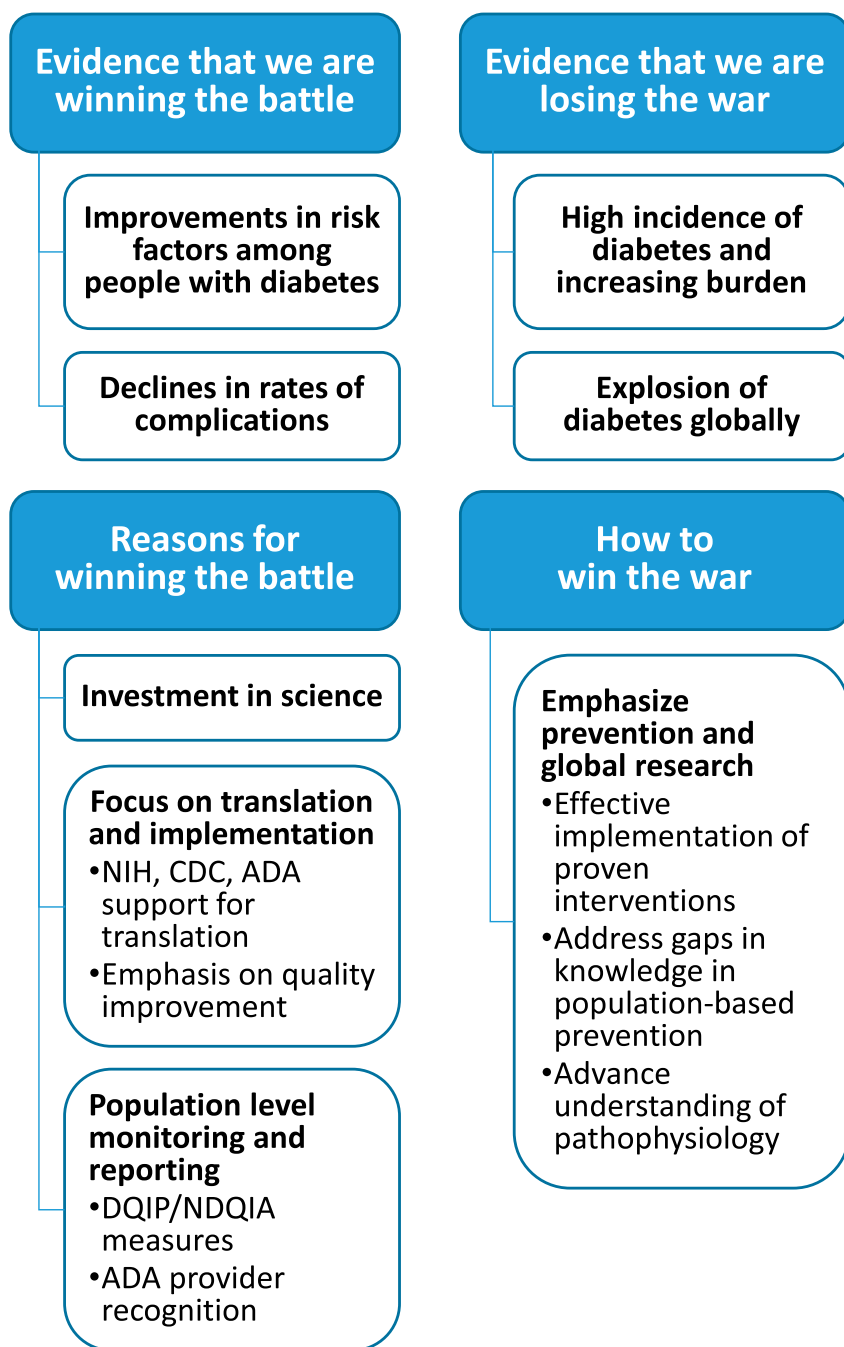 Evidence that we are
winning the battle
Improvements in risk
factors among
people with diabetes
Declines in rates of
complications
Evidence that we are
losing the war
High incidence of
diabetes and
increasing burden
Explosion of
diabetes globally
Reasons for
winning the battle
Investment in science
Focus on translation
and implementation
•NIH, CDC, ADA
support for
translation
•Emphasis on quality
improvement
Population level
monitoring and
reporting
•DQIP/NDQIA
measures
•ADA provider
recognition
How to
win the war
Emphasize
prevention and
global research
•Effective
implementation of
proven
interventions
•Address gaps in
knowledge in
population-based
prevention
•Advance
understanding of
pathophysiology